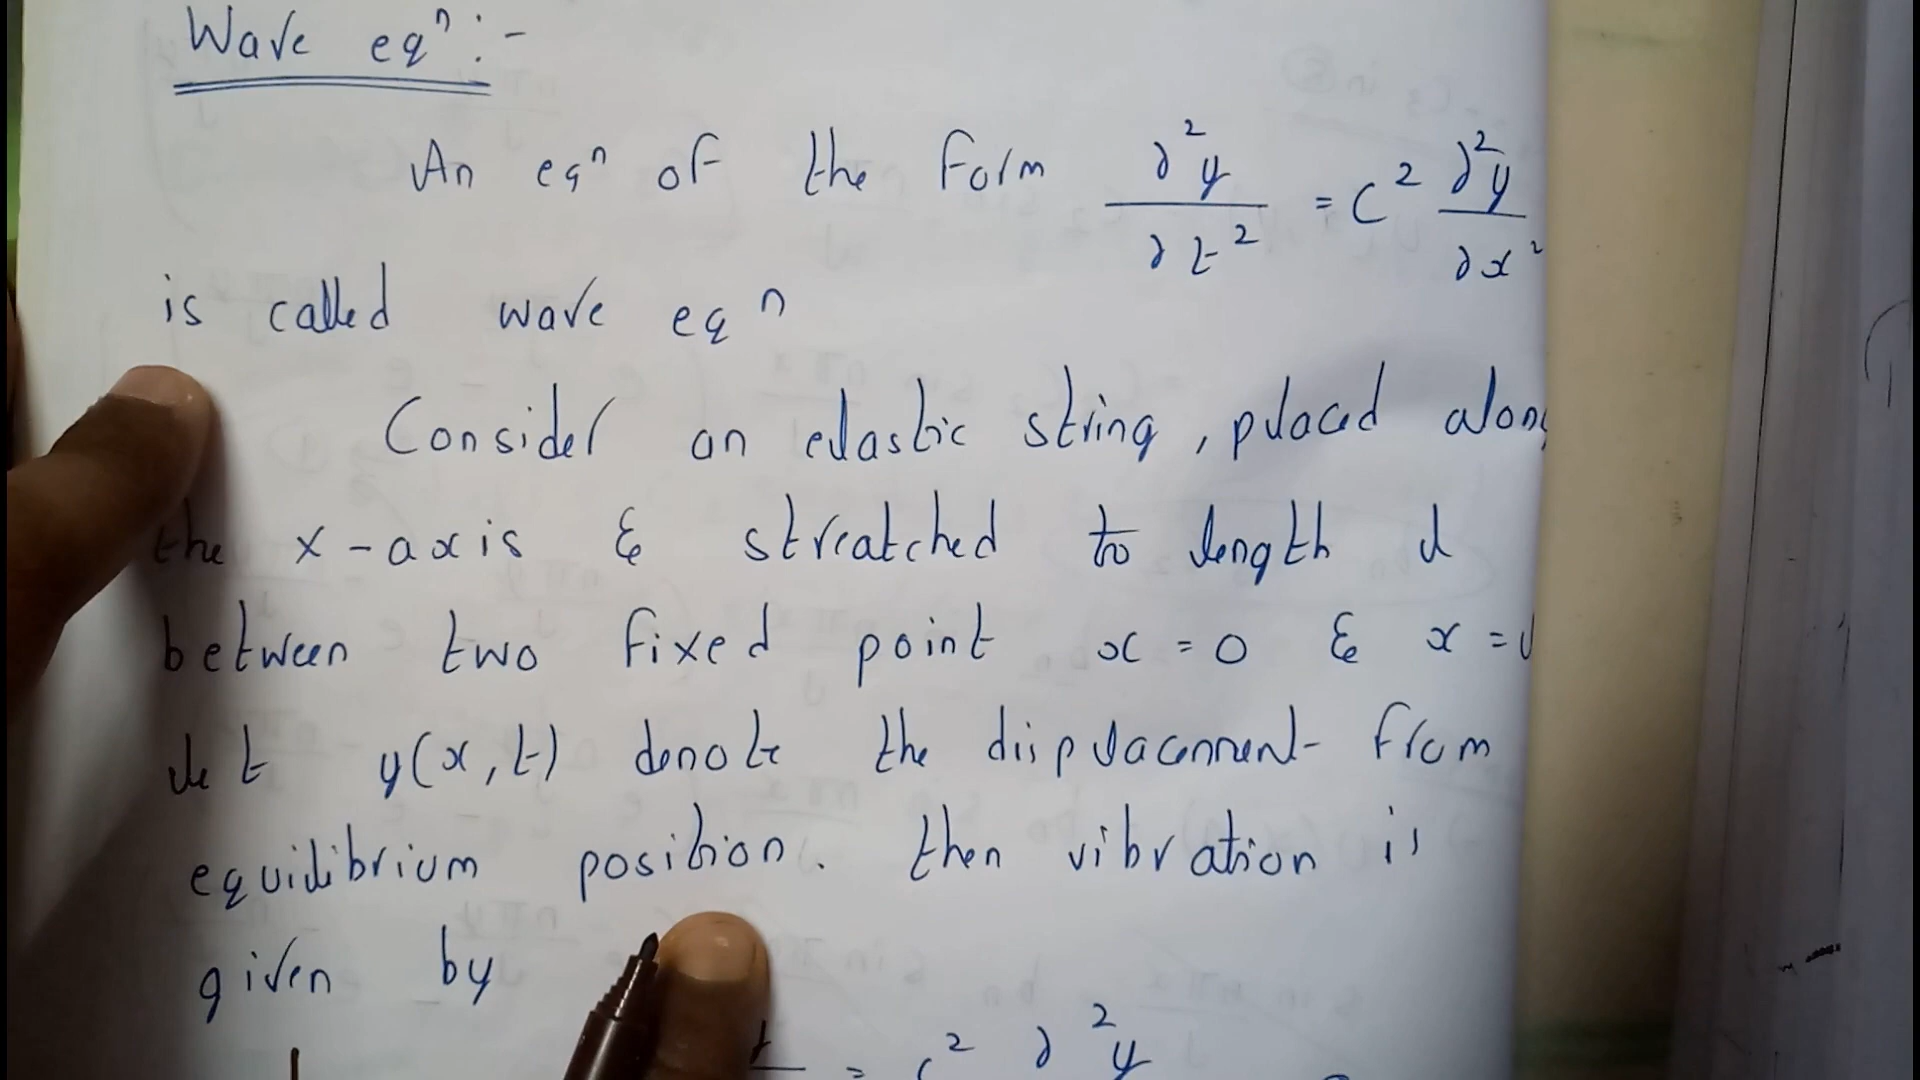 Wave eqⁿ :-
An eqⁿ of the form ∂²y/∂t² = c² ∂²y/∂x²
is called wave eqⁿ
Consider an elastic string, placed along
the x-axis & streatched to length l
between two fixed point x = 0 & x = l
let y(x,t) denote the displacement from
equilibrium position. then vibration is
given by
= c² ∂²y